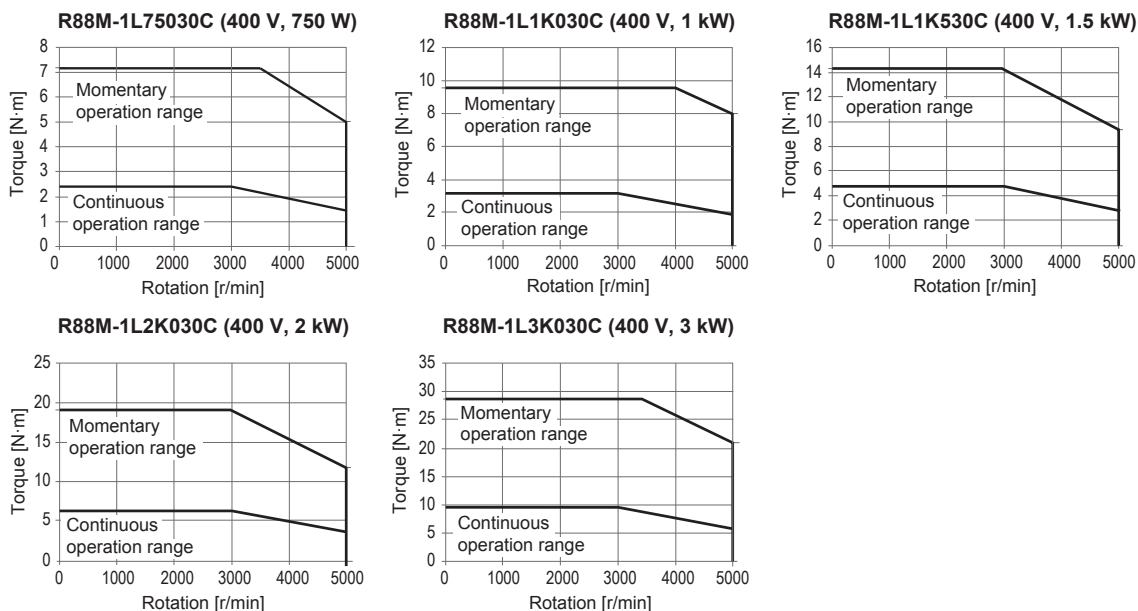 R88M-1L75030C (400 V, 750 W)
Torque [N·m]
8
7
6
5
4
3
2
1
0
Momentary
operation range
Continuous
operation range
0 1000 2000 3000 4000 5000
Rotation [r/min]
R88M-1L1K030C (400 V, 1 kW)
Torque [N·m]
12
10
8
6
4
2
0
Momentary
operation range
Continuous
operation range
0 1000 2000 3000 4000 5000
Rotation [r/min]
R88M-1L1K530C (400 V, 1.5 kW)
Torque [N·m]
16
14
12
10
8
6
4
2
0
Momentary
operation range
Continuous
operation range
0 1000 2000 3000 4000 5000
Rotation [r/min]
R88M-1L2K030C (400 V, 2 kW)
Torque [N·m]
25
20
15
10
5
0
Momentary
operation range
Continuous
operation range
0 1000 2000 3000 4000 5000
Rotation [r/min]
R88M-1L3K030C (400 V, 3 kW)
Torque [N·m]
35
30
25
20
15
10
5
0
Momentary
operation range
Continuous
operation range
0 1000 2000 3000 4000 5000
Rotation [r/min]